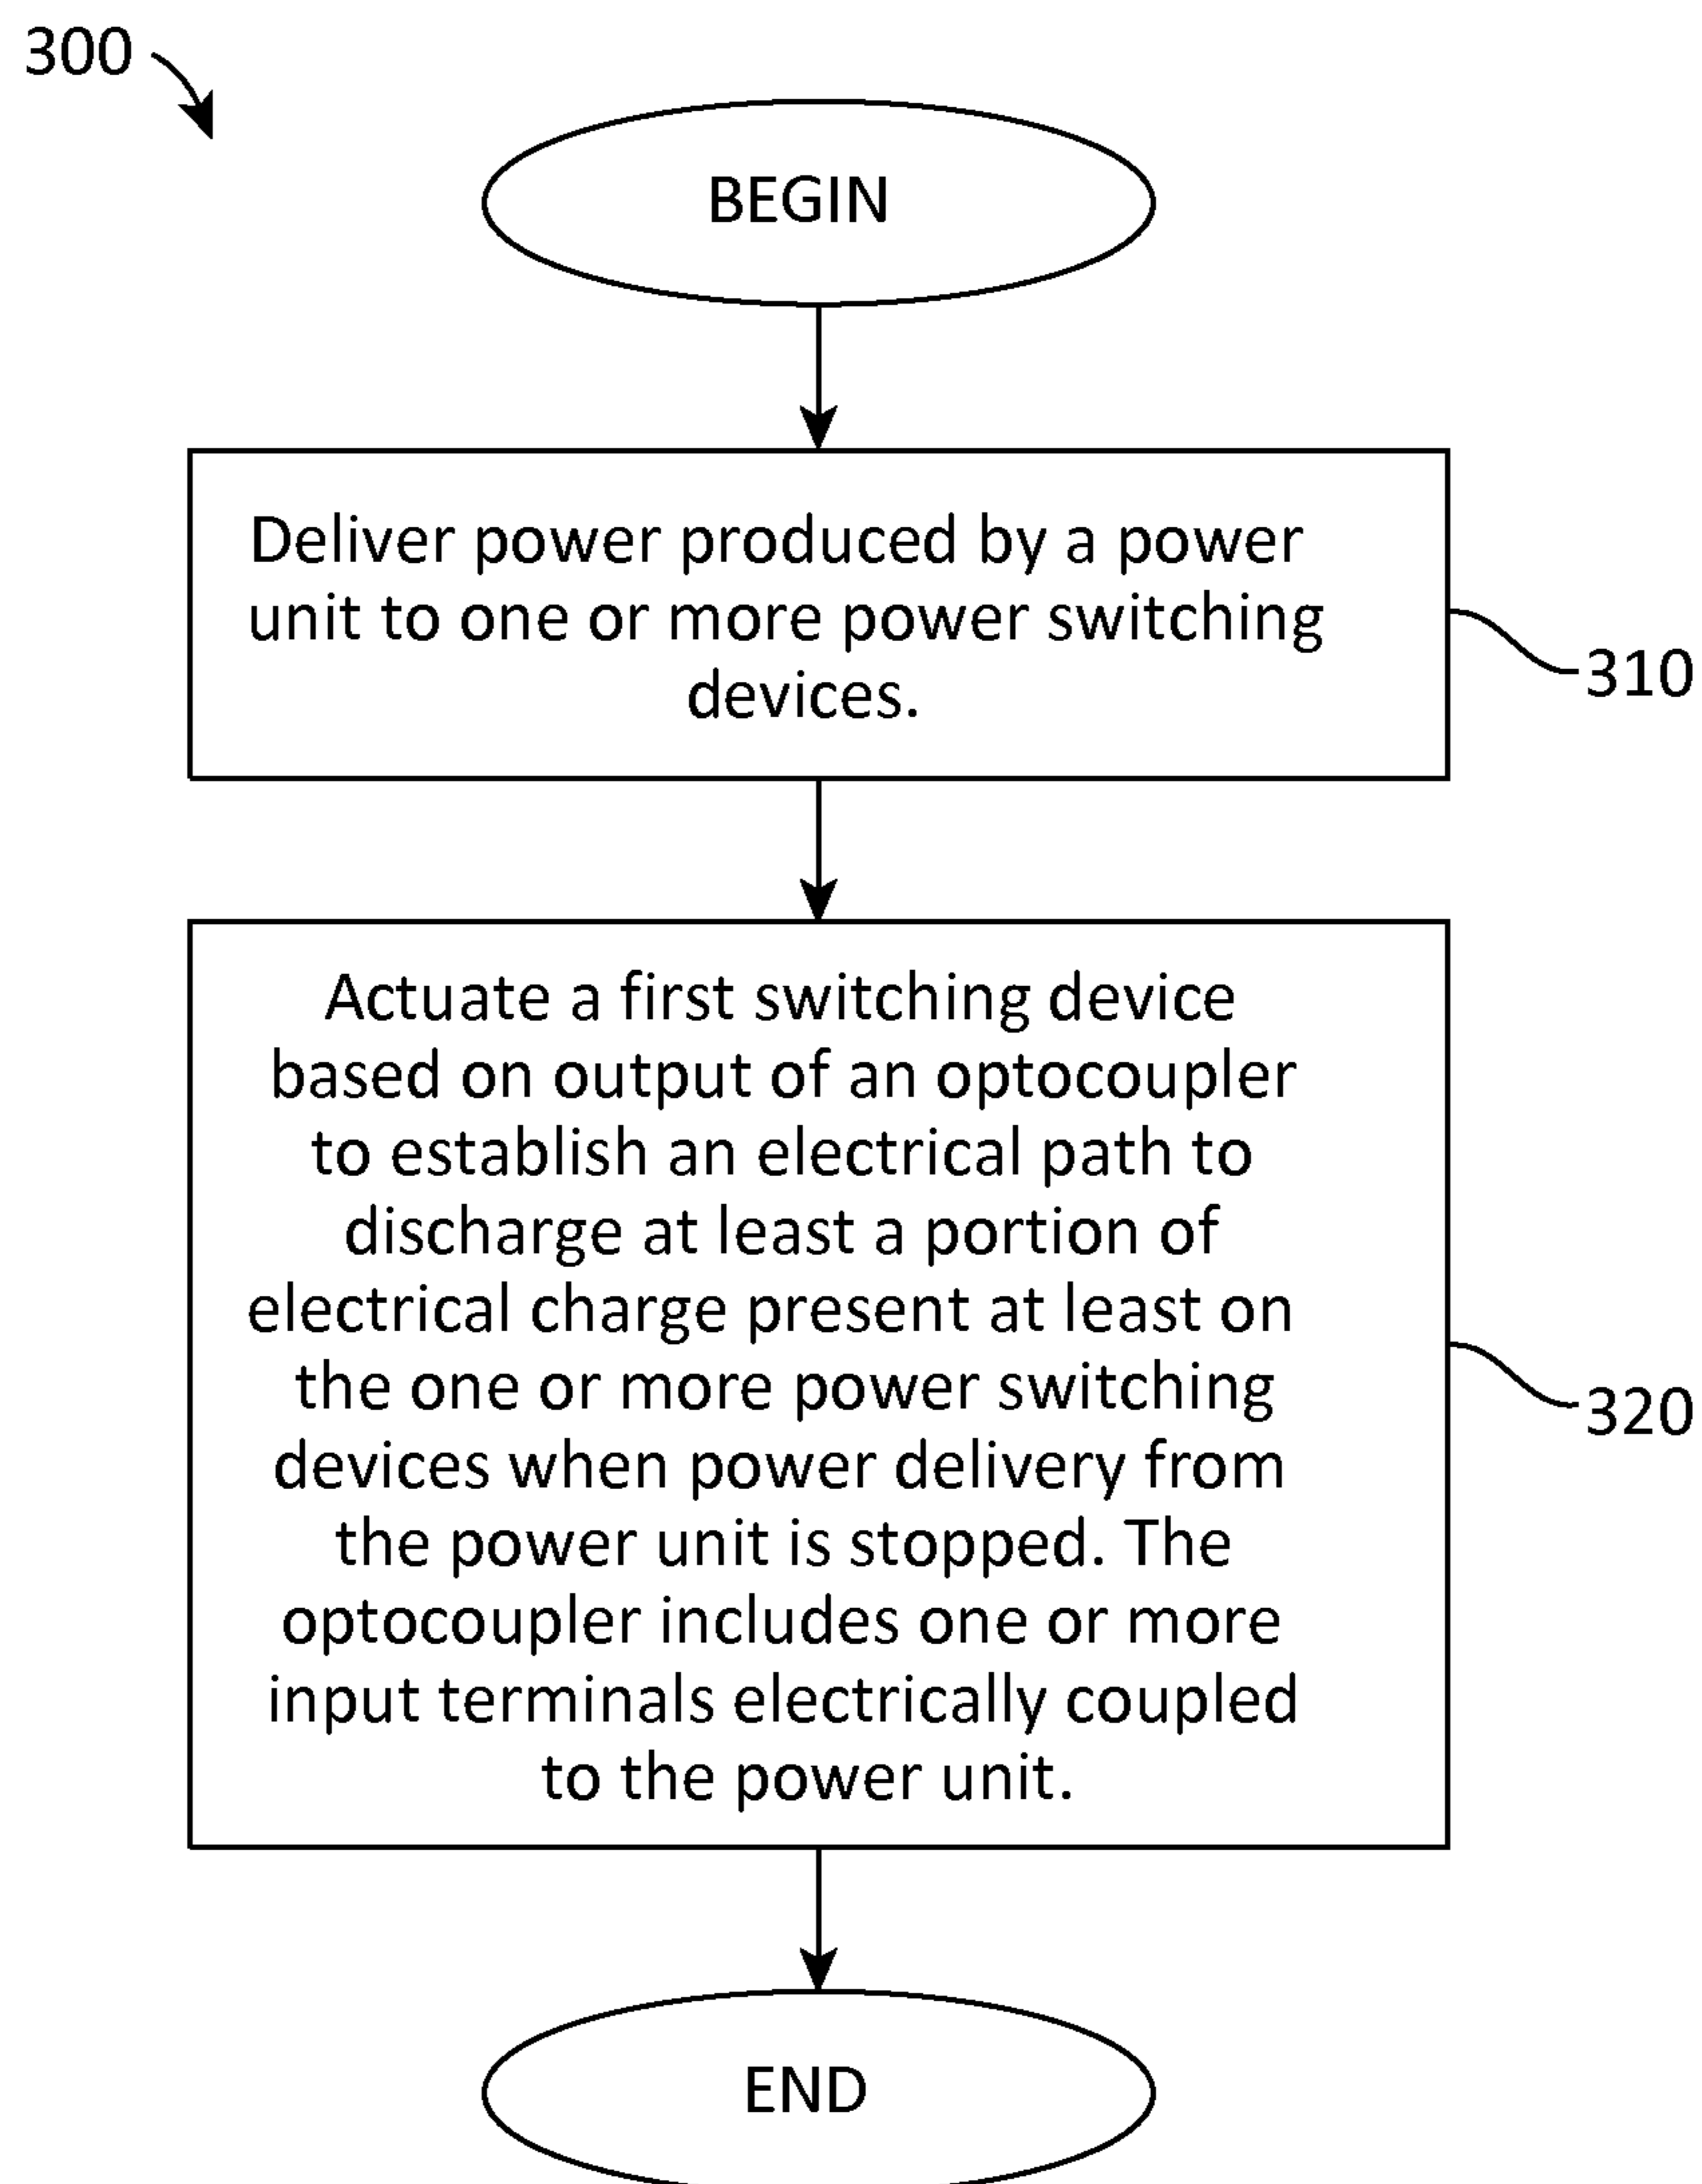 300
BEGIN
Deliver power produced by a power
unit to one or more power switching
devices.
310
Actuate a first switching device
based on output of an optocoupler
to establish an electrical path to
discharge at least a portion of
electrical charge present at least on
the one or more power switching
devices when power delivery from
the power unit is stopped. The
optocoupler includes one or more
input terminals electrically coupled
to the power unit.
320
END